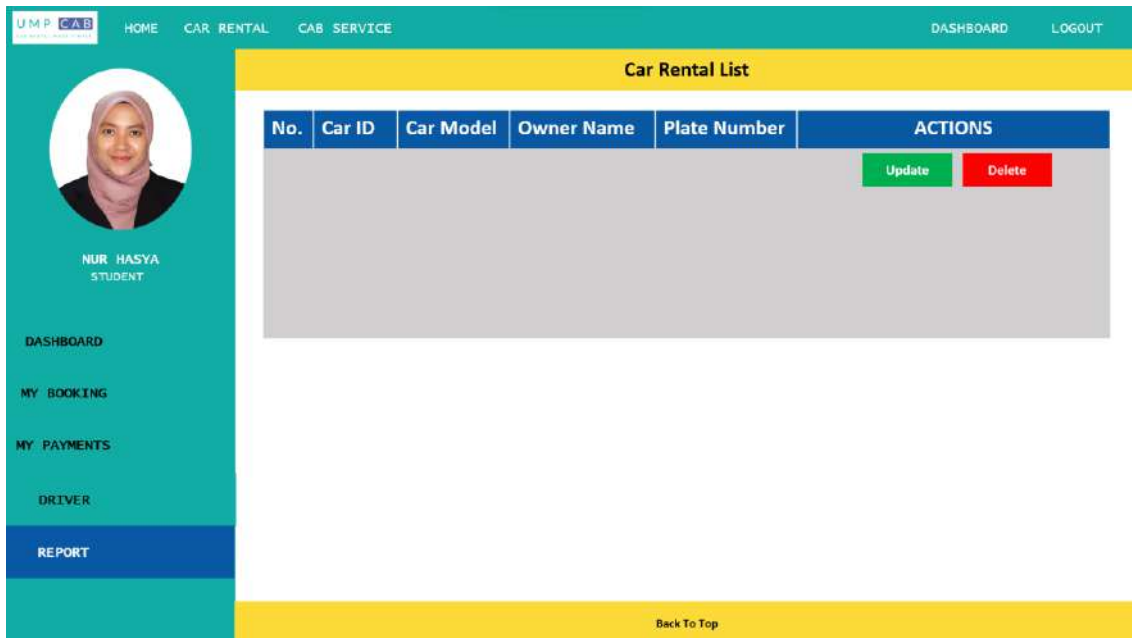 UMP CAB
HOME CAR RENTAL CAB SERVICE DASHBOARD LOGOUT
Car Rental List
No. Car ID Car Model Owner Name Plate Number ACTIONS
Update Delete
NUR HASYA
STUDENT
DASHBOARD
MY BOOKING
MY PAYMENTS
DRIVER
REPORT
Back To Top